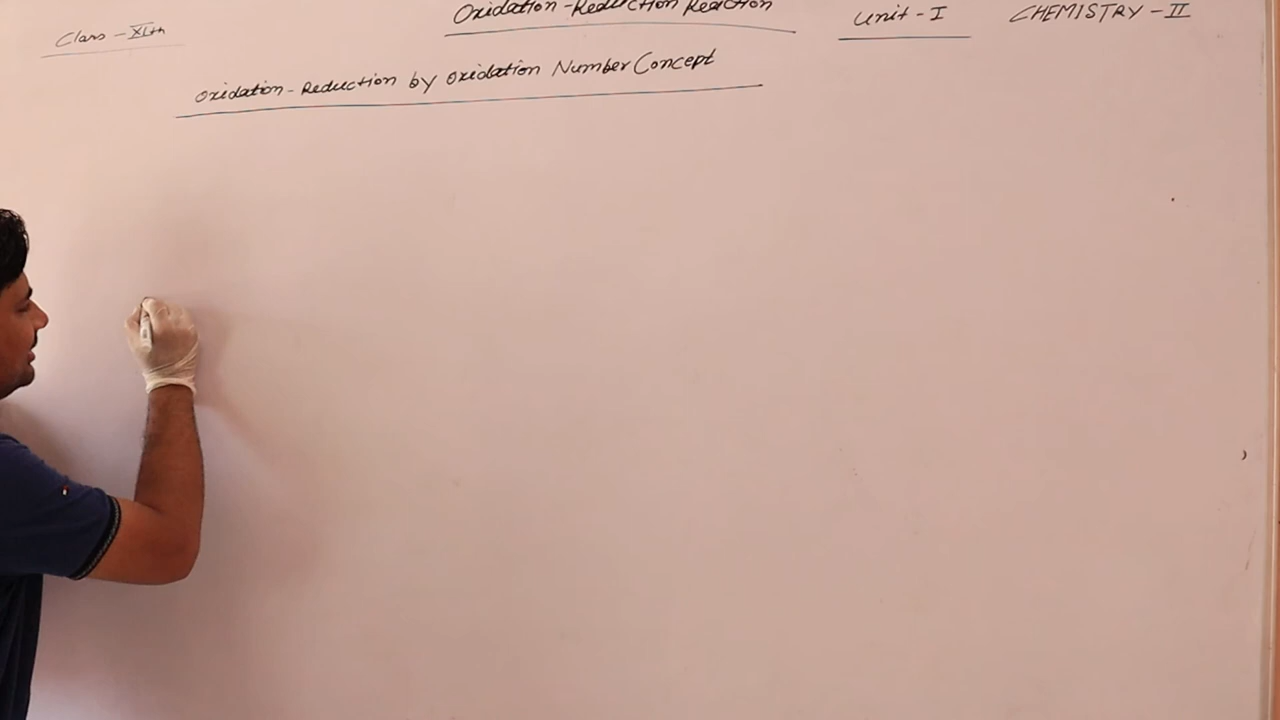 Class - XIth Oxidation - Reduction Reaction Unit - I CHEMISTRY - II
Oxidation - Reduction by Oxidation Number Concept